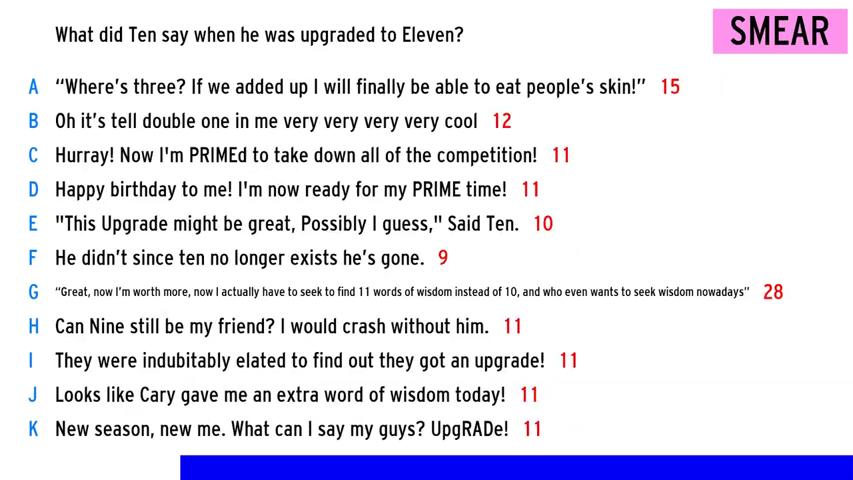 What did Ten say when he was upgraded to Eleven?
SMEAR
A “Where’s three? If we added up I will finally be able to eat people’s skin!” 15
B Oh it’s tell double one in me very very very very cool 12
C Hurray! Now I'm PRIMEd to take down all of the competition! 11
D Happy birthday to me! I'm now ready for my PRIME time! 11
E "This Upgrade might be great, Possibly I guess," Said Ten. 10
F He didn’t since ten no longer exists he’s gone. 9
G “Great, now I’m worth more, now I actually have to seek to find 11 words of wisdom instead of 10, and who even wants to seek wisdom nowadays” 28
H Can Nine still be my friend? I would crash without him. 11
I They were indubitably elated to find out they got an upgrade! 11
J Looks like Cary gave me an extra word of wisdom today! 11
K New season, new me. What can I say my guys? UpgRADe! 11